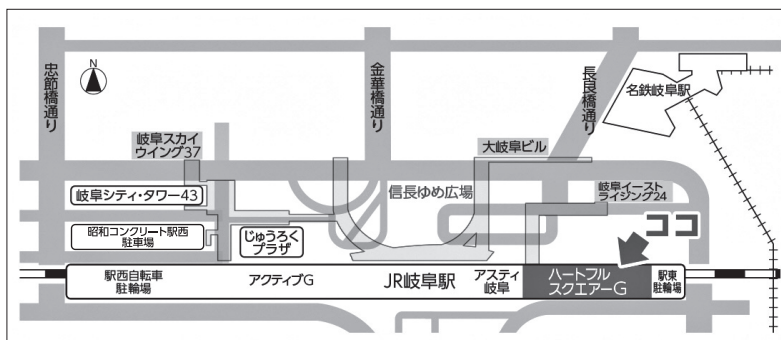 忠節橋通り
N
金華橋通り
長良橋通り
名鉄岐阜駅
岐阜スカイ
ウイング37
大岐阜ビル
岐阜シティ・タワー43
信長ゆめ広場
岐阜イースト
ライジング24
昭和コンクリート駅西
駐車場
じゅうろく
プラザ
ココ
駅西自転車
駐輪場
アクティブG
JR岐阜駅
アスティ
岐阜
ハートフル
スクエアーG
駅東
駐輪場